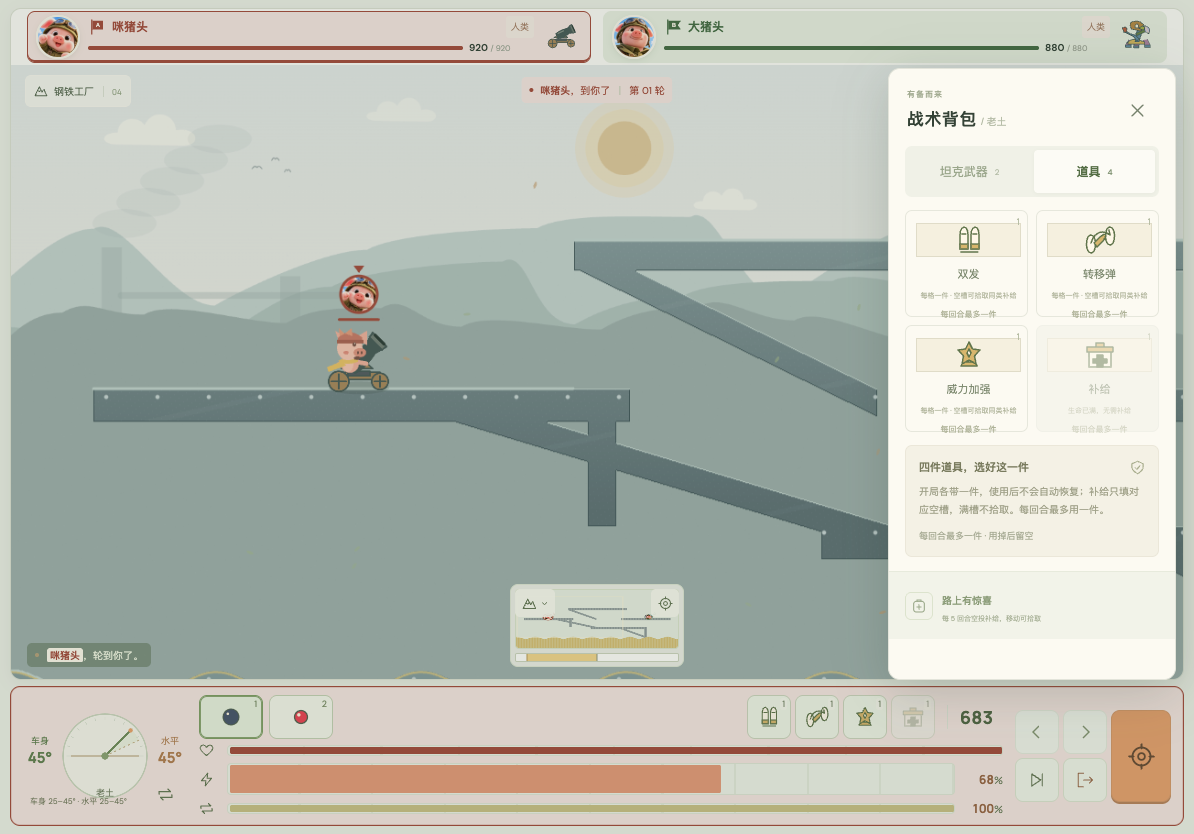 咪猪头
人类
920 / 920
大猪头
人类
880 / 880
钢铁工厂 04
咪猪头，到你了 第 01 轮
有备而来
战术背包 / 老土
坦克武器 2
道具 4
1
双发
每格一件 · 空槽可拾取同类补给
每回合最多一件
1
转移弹
每格一件 · 空槽可拾取同类补给
每回合最多一件
1
威力加强
每格一件 · 空槽可拾取同类补给
每回合最多一件
1
补给
生命已满，无需补给
每回合最多一件
四件道具，选好这一件
开局各带一件，使用后不会自动恢复；补给只填对
应空槽，满槽不拾取。每回合最多用一件。
每回合最多一件 · 用掉后留空
路上有惊喜
每 5 回合空投补给，移动可拾取
咪猪头，轮到你了。
车身
45°
水平
45°
老土
车身 25–45° · 水平 25–45°
1
2
1
1
1
1
683
68%
100%